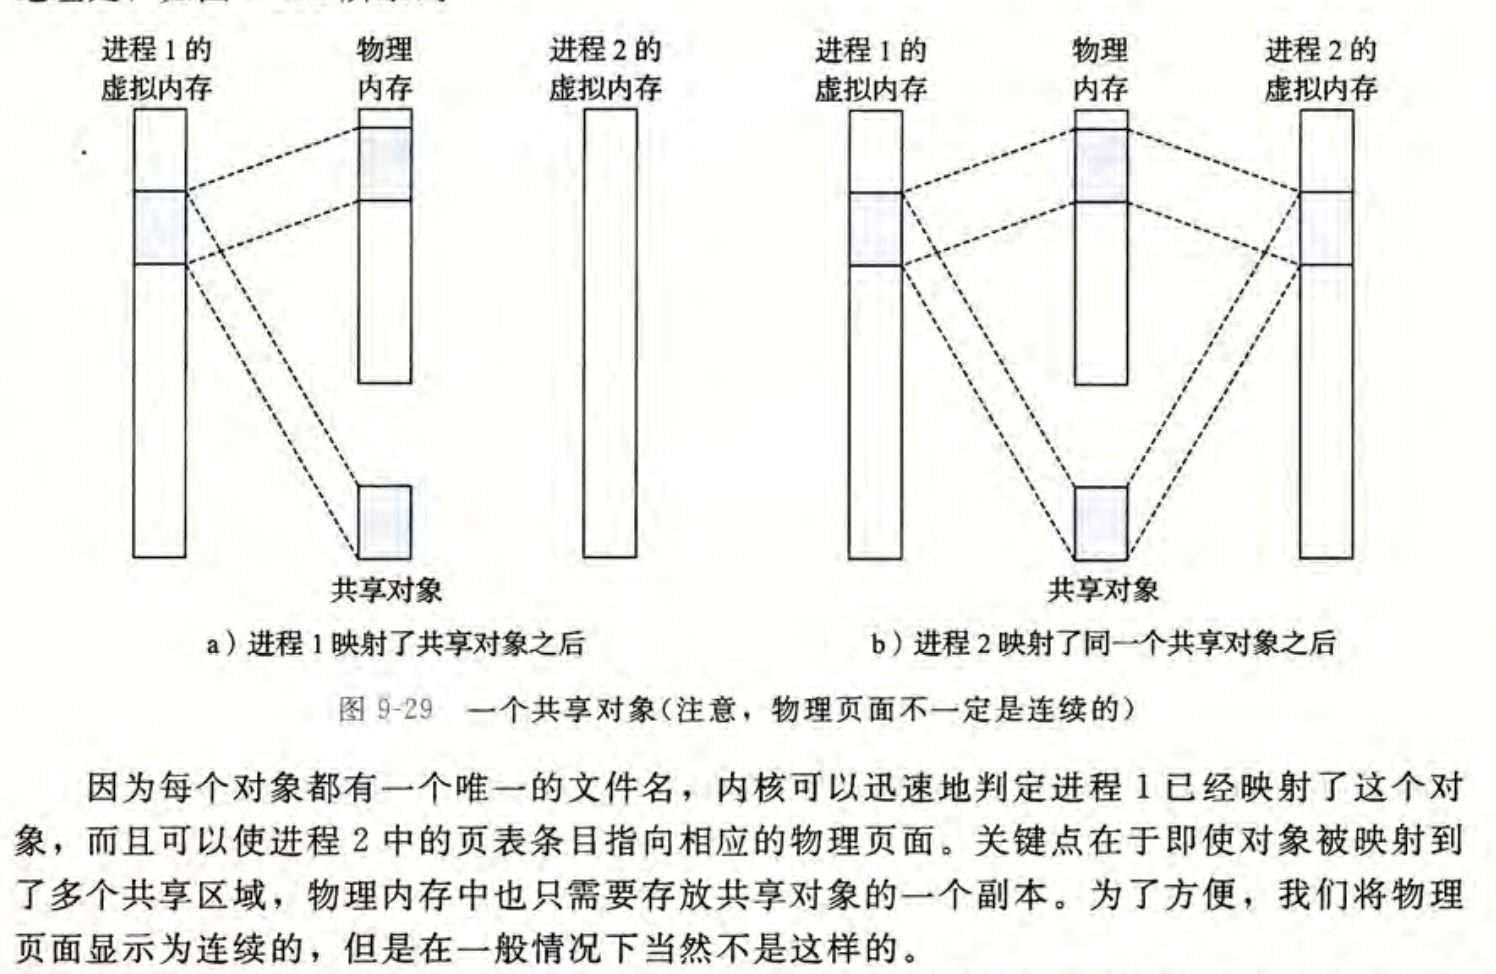 进程1的
虚拟内存
物理
内存
进程2的
虚拟内存
共享对象
a）进程1映射了共享对象之后
进程1的
虚拟内存
物理
内存
进程2的
虚拟内存
共享对象
b）进程2映射了同一个共享对象之后
图9-29 一个共享对象(注意，物理页面不一定是连续的)
因为每个对象都有一个唯一的文件名，内核可以迅速地判定进程1已经映射了这个对
象，而且可以使进程2中的页表条目指向相应的物理页面。关键点在于即使对象被映射到
了多个共享区域，物理内存中也只需要存放共享对象的一个副本。为了方便，我们将物理
页面显示为连续的，但是在一般情况下当然不是这样的。